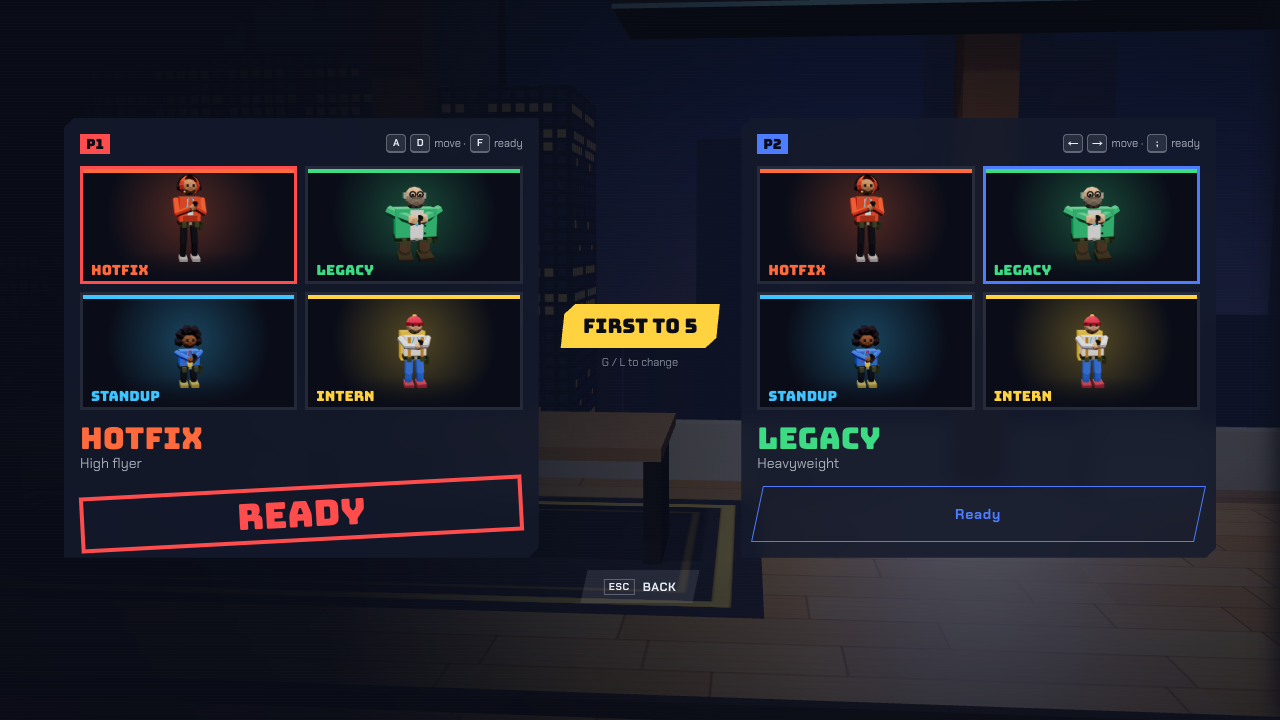 P1
A D move · F ready
HOTFIX
LEGACY
STANDUP
INTERN
HOTFIX
High flyer
READY
FIRST TO 5
G / L to change
P2
← → move · ; ready
HOTFIX
LEGACY
STANDUP
INTERN
LEGACY
Heavyweight
Ready
ESC BACK